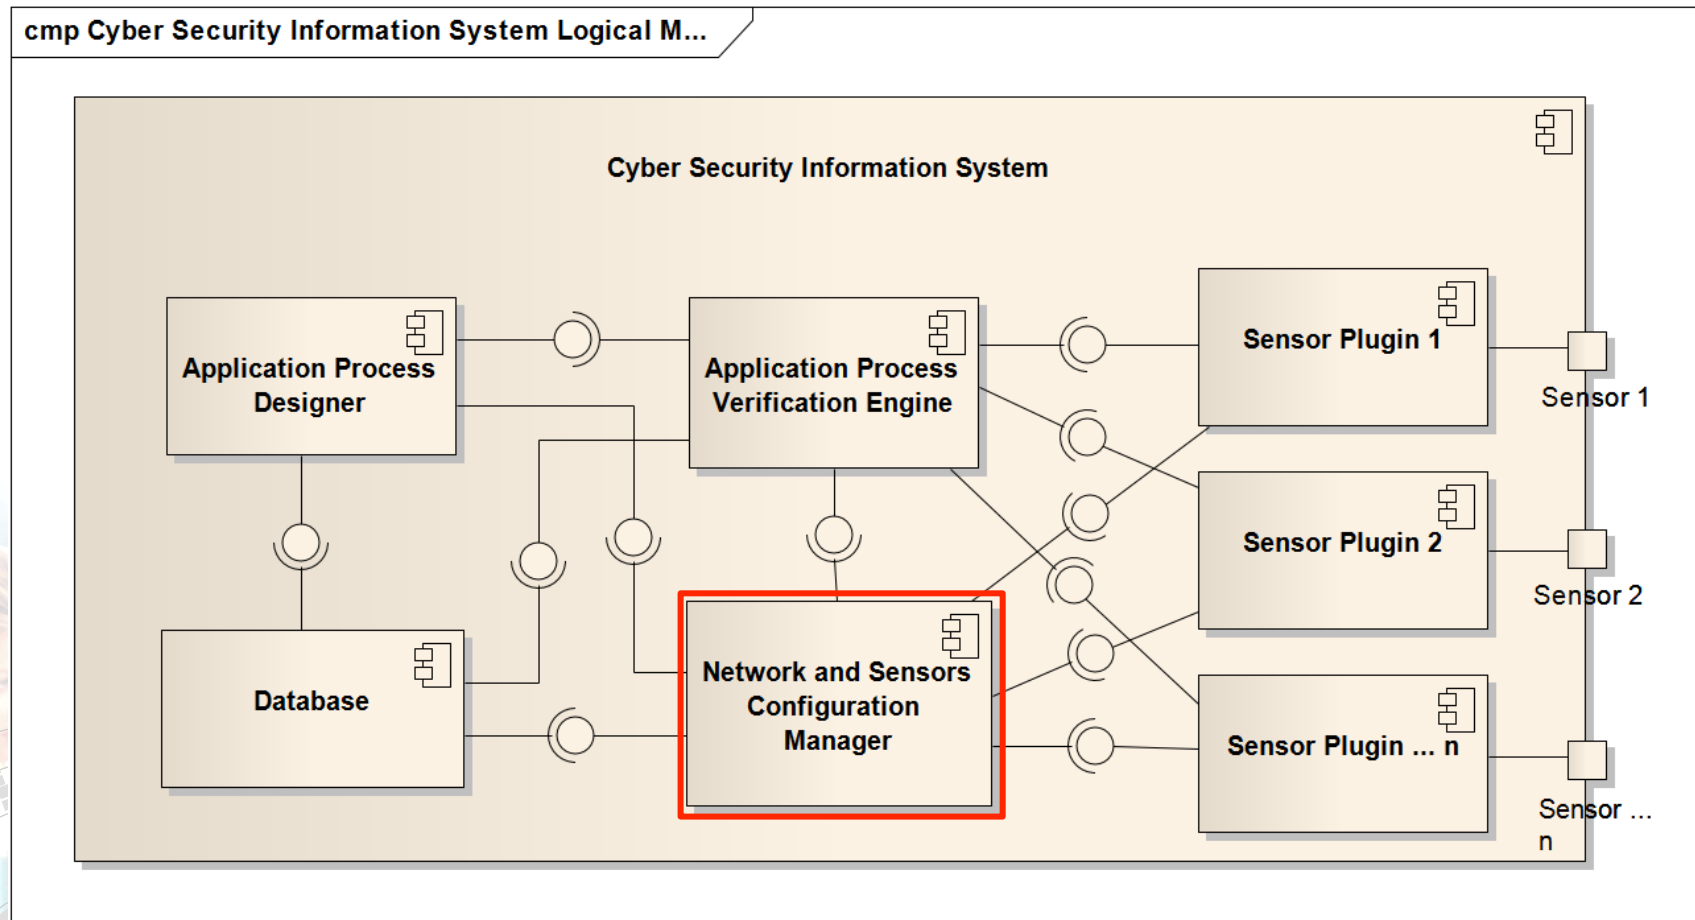 cmp Cyber Security Information System Logical M...
Cyber Security Information System
Application Process
Designer
Application Process
Verification Engine
Sensor Plugin 1
Sensor 1
Sensor Plugin 2
Sensor 2
Database
Network and Sensors
Configuration
Manager
Sensor Plugin ... n
Sensor ...
n